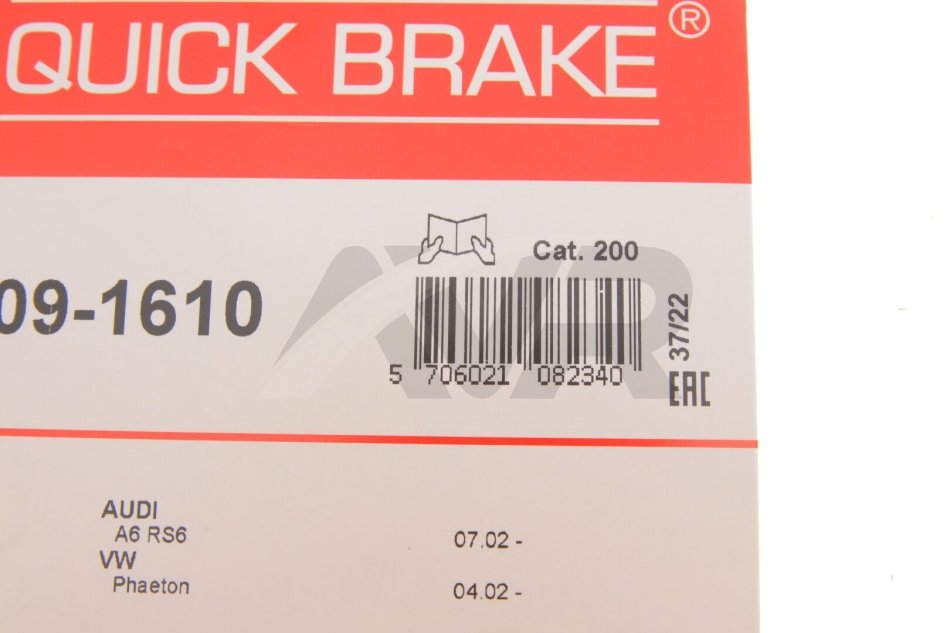 QUICK BRAKE®
Cat. 200
09-1610
37/22
5 706021 082340
EAC
AVR
AUDI
A6 RS6 07.02 -
VW
Phaeton 04.02 -